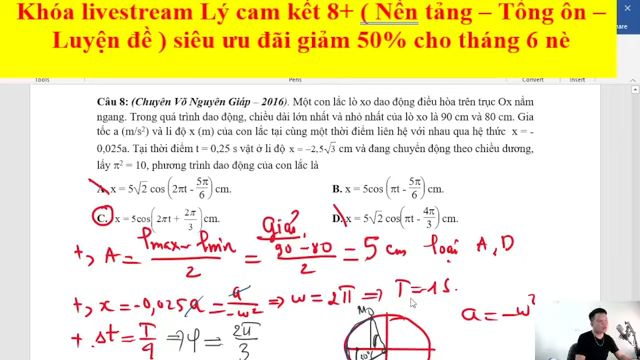 Khóa livestream Lý cam kết 8+ ( Nền tảng – Tổng ôn –
Luyện đề ) siêu ưu đãi giảm 50% cho tháng 6 nè
Tools
Pens
Convert
Insert
Câu 8: (Chuyên Võ Nguyên Giáp – 2016). Một con lắc lò xo dao động điều hòa trên trục Ox nằm
ngang. Trong quá trình dao động, chiều dài lớn nhất và nhỏ nhất của lò xo là 90 cm và 80 cm. Gia
tốc a (m/s²) và li độ x (m) của con lắc tại cùng một thời điểm liên hệ với nhau qua hệ thức x = -
0,025a. Tại thời điểm t = 0,25 s vật ở li độ x = −2,5√3 cm và đang chuyển động theo chiều dương,
lấy π² = 10, phương trình dao động của con lắc là
A. x = 5√2 cos(2πt - 5π/6) cm.
B. x = 5cos(πt - 5π/6) cm.
C. x = 5cos(2πt + 2π/3) cm.
D. x = 5√2 cos(πt - 4π/3) cm.
+, A = (lmax - lmin)/2 = (90 - 80)/2 = 5 cm loại A, D
+, x = -0,025a = a/-ω² ⇒ ω = 2π ⇒ T = 1s.
a = -ω²
+, Δt = T/4 ⇒ φ = 2π/3